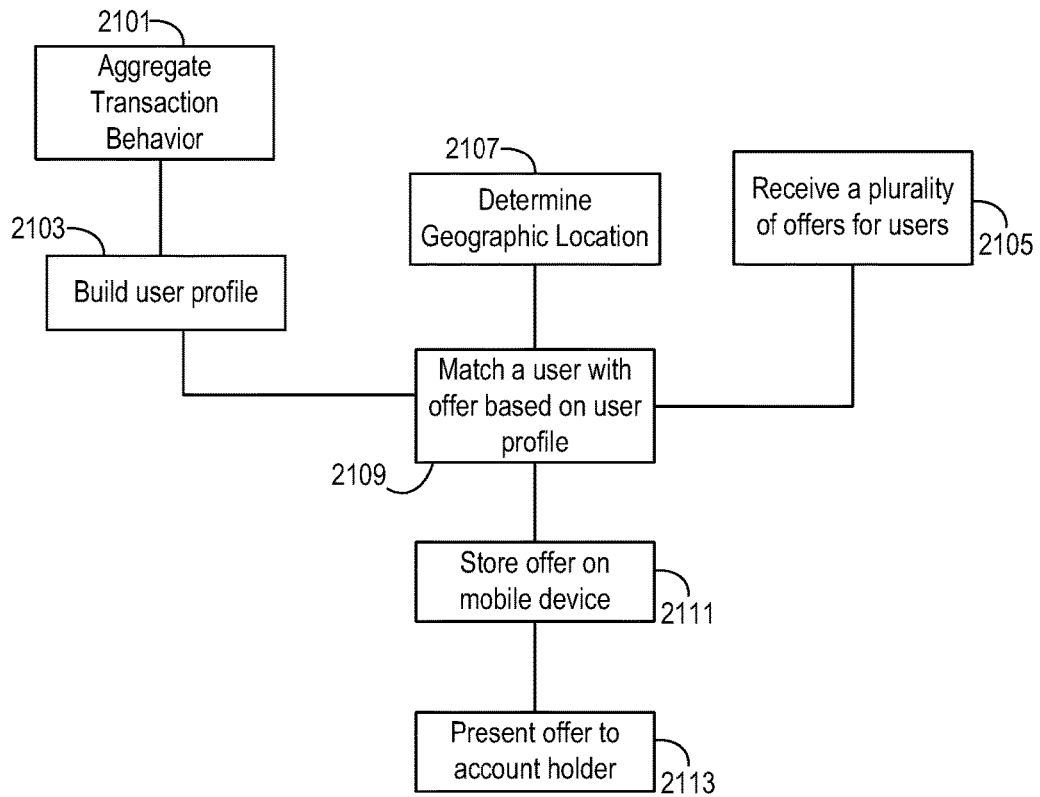 2101
Aggregate
Transaction
Behavior
2103
Build user profile
2107
Determine
Geographic Location
Receive a plurality
of offers for users
2105
Match a user with
offer based on user
profile
2109
Store offer on
mobile device
2111
Present offer to
account holder
2113